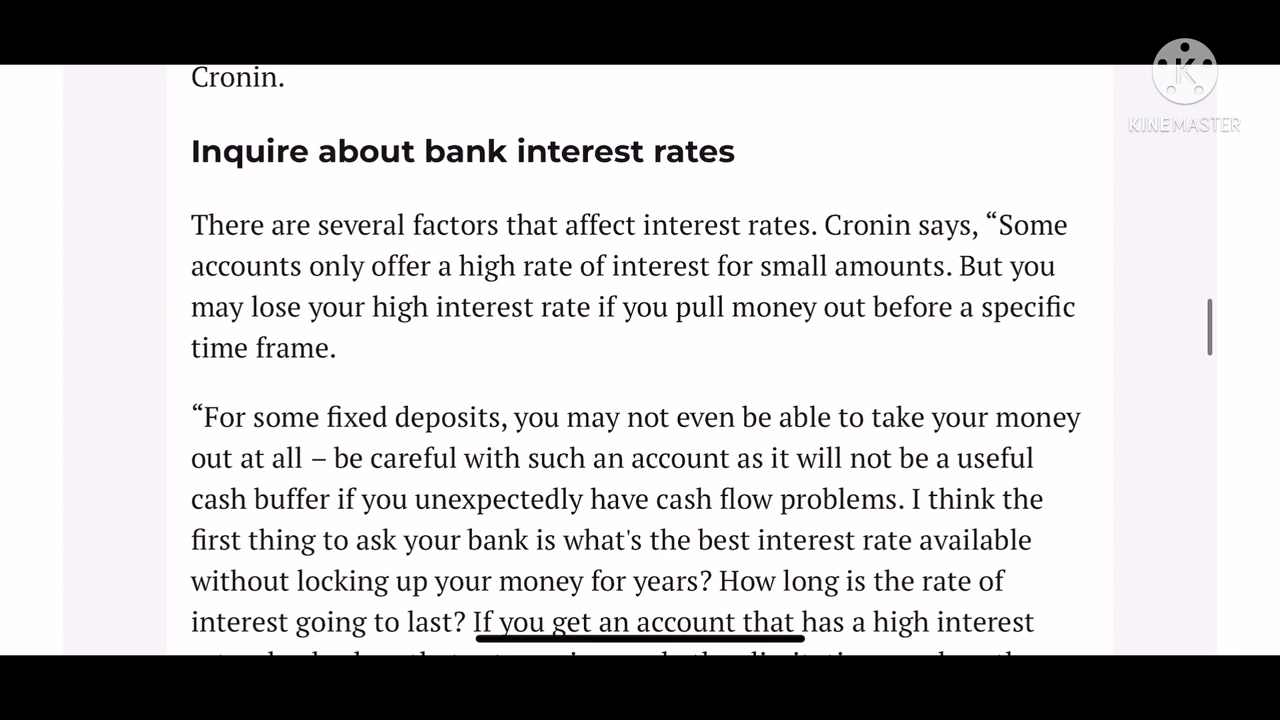 Cronin.
KINEMASTER
Inquire about bank interest rates
There are several factors that affect interest rates. Cronin says, “Some
accounts only offer a high rate of interest for small amounts. But you
may lose your high interest rate if you pull money out before a specific
time frame.
“For some fixed deposits, you may not even be able to take your money
out at all – be careful with such an account as it will not be a useful
cash buffer if you unexpectedly have cash flow problems. I think the
first thing to ask your bank is what's the best interest rate available
without locking up your money for years? How long is the rate of
interest going to last? If you get an account that has a high interest